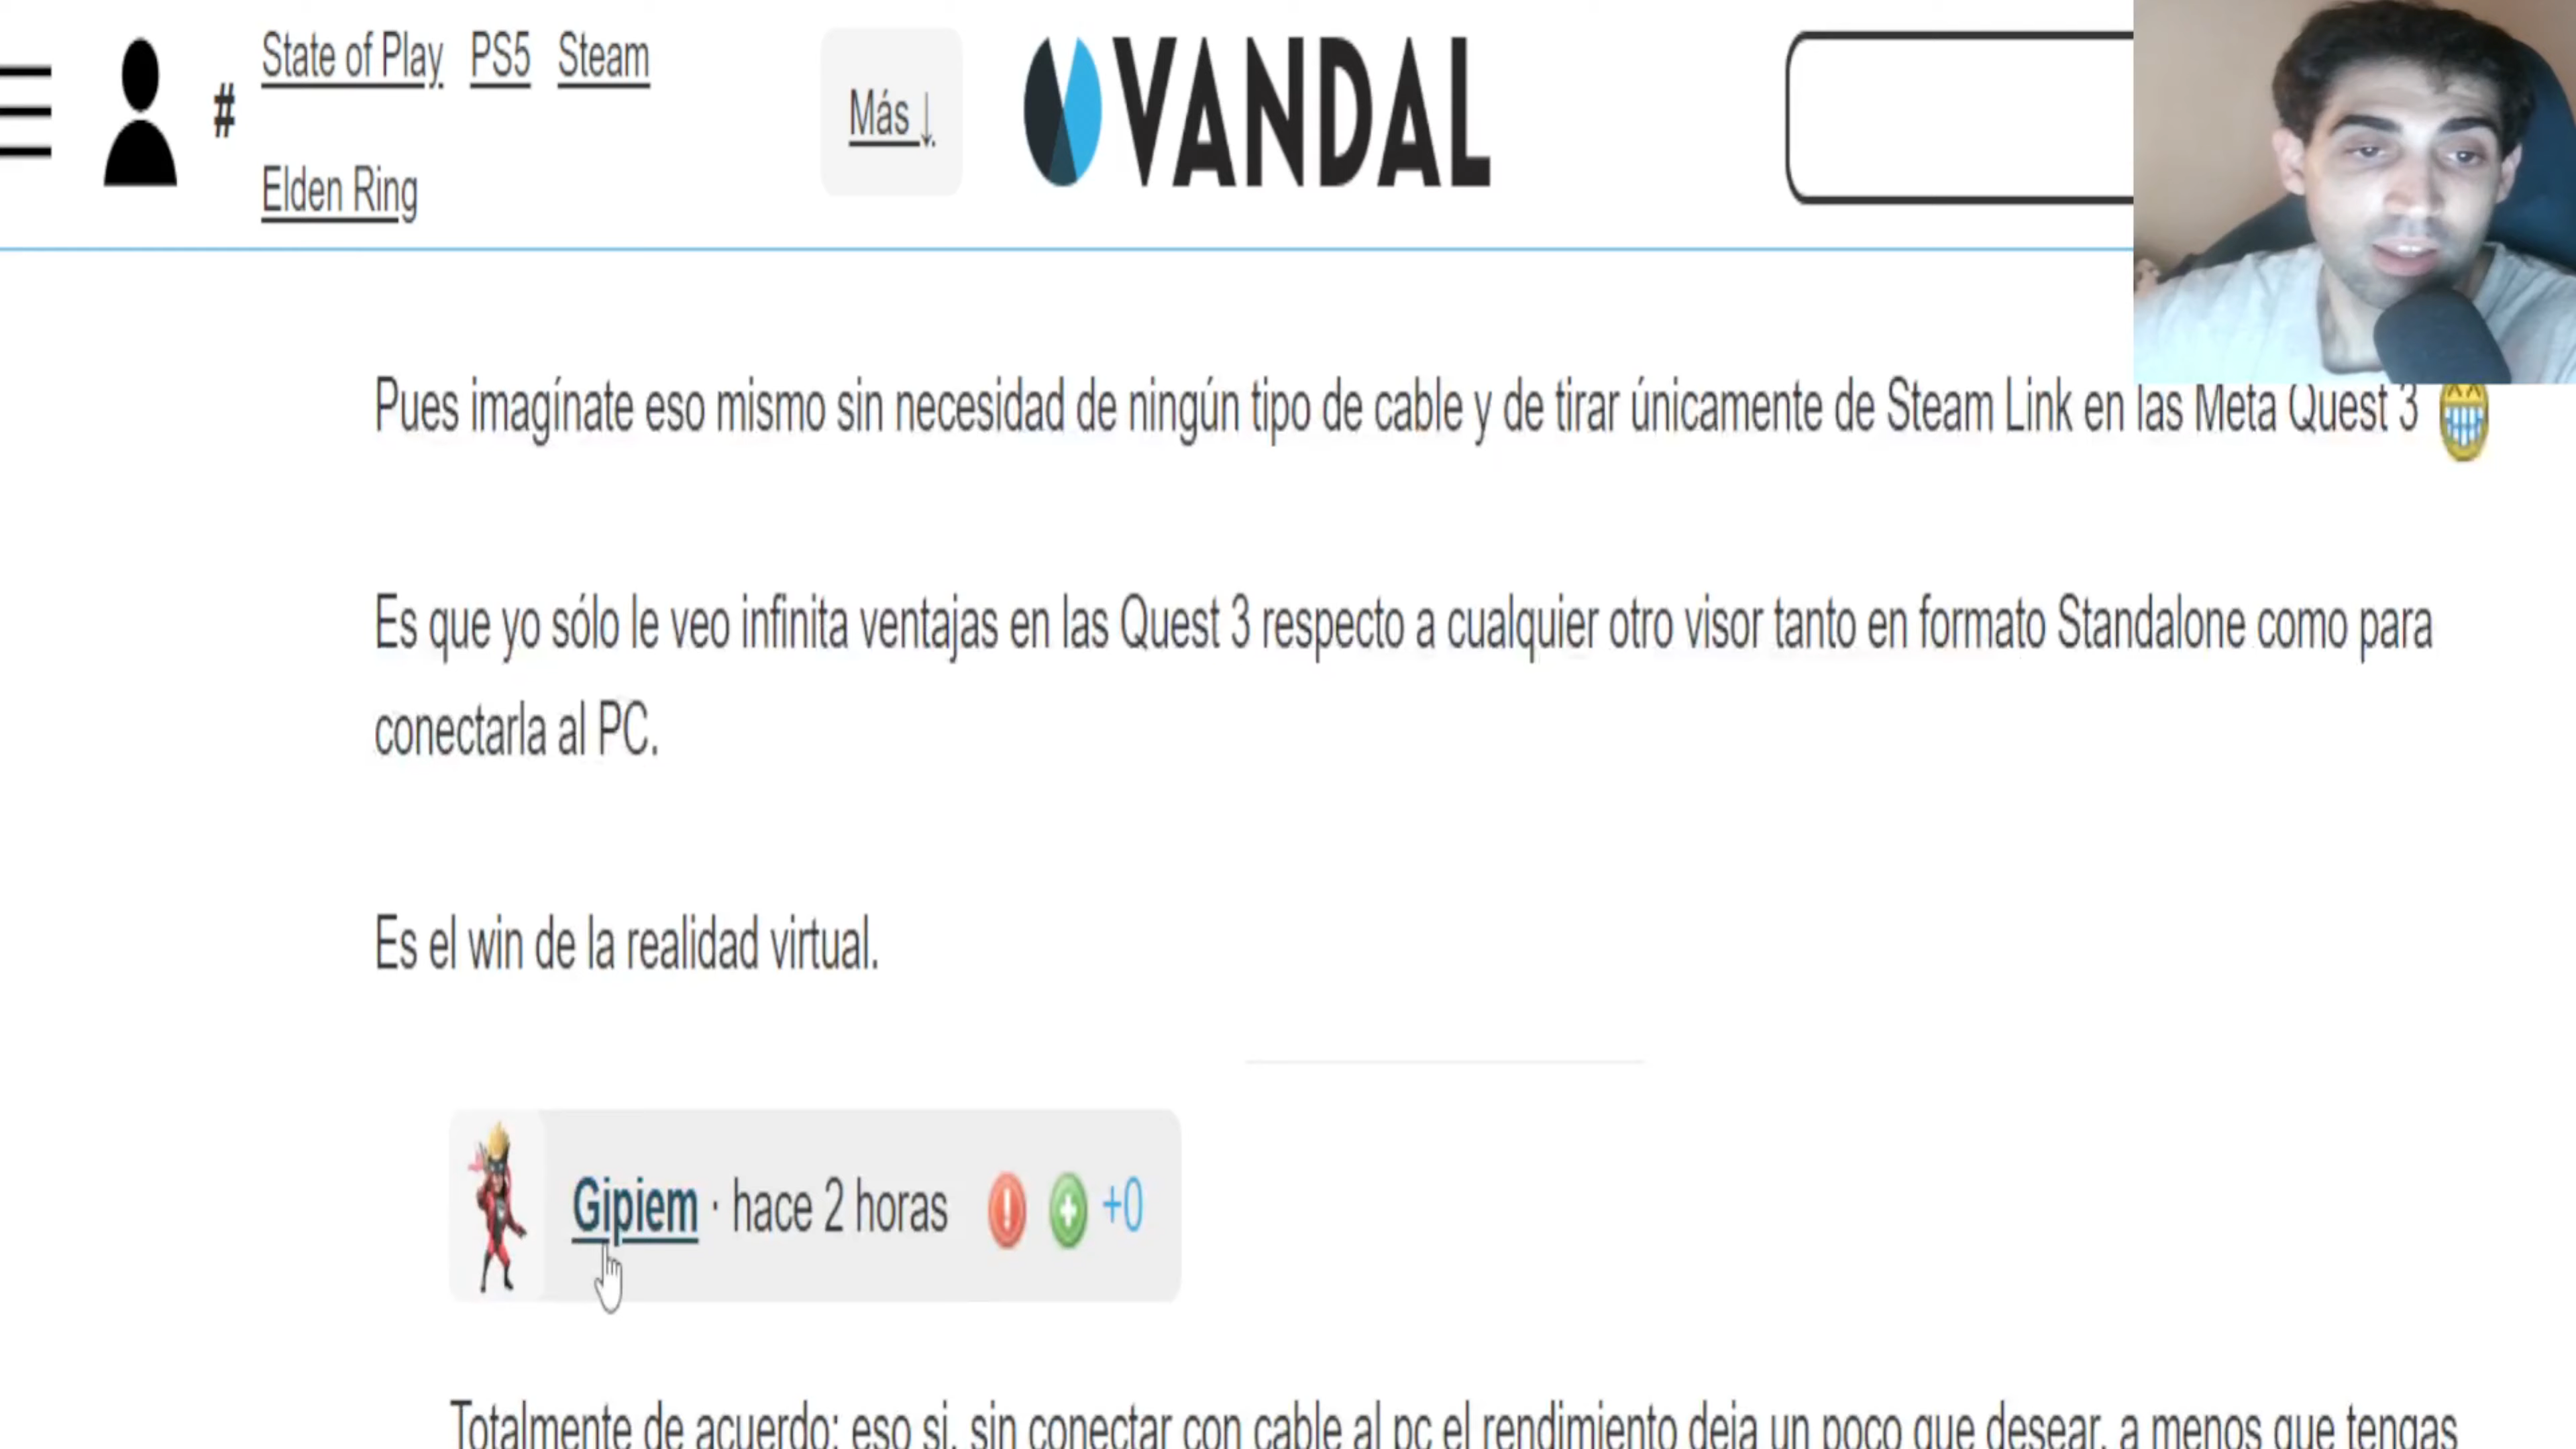 State of Play PS5 Steam
# Más ↓ VANDAL
Elden Ring
Pues imagínate eso mismo sin necesidad de ningún tipo de cable y de tirar únicamente de Steam Link en las Meta Quest 3
Es que yo sólo le veo infinita ventajas en las Quest 3 respecto a cualquier otro visor tanto en formato Standalone como para
conectarla al PC.
Es el win de la realidad virtual.
Gipiem · hace 2 horas ! + +0
Totalmente de acuerdo; eso si, sin conectar con cable al pc el rendimiento deja un poco que desear, a menos que tengas